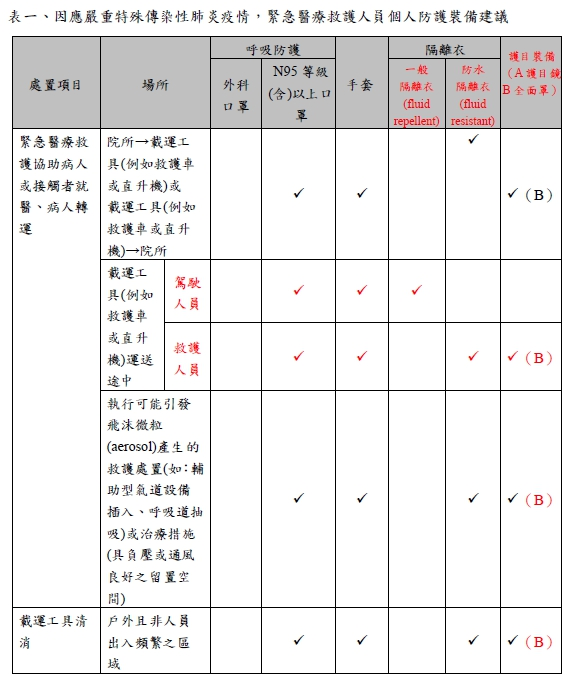 表一、因應嚴重特殊傳染性肺炎疫情，緊急醫療救護人員個人防護裝備建議
處置項目
場所
呼吸防護
外科
口罩
N95 等級
(含)以上口
罩
手套
隔離衣
一般
隔離衣
(fluid
repellent)
防水
隔離衣
(fluid
resistant)
護目裝備
（A 護目鏡
B 全面罩）
緊急醫療救
護協助病人
或接觸者就
醫、病人轉
運
院所→載運工
具(例如救護車
或直升機)或
載運工具(例如
救護車或直升
機)→院所
✓ ✓ ✓ ✓（B）
載運工
具(例如
救護車
或直升
機)運送
途中
駕駛
人員
✓ ✓ ✓
救護
人員
✓ ✓ ✓ ✓（B）
執行可能引發
飛沫微粒
(aerosol)產生的
救護處置(如：輔
助型氣道設備
插入、呼吸道抽
吸)或治療措施
(具負壓或通風
良好之留置空
間)
✓ ✓ ✓ ✓（B）
載運工具清
消
戶外且非人員
出入頻繁之區
域
✓ ✓ ✓ ✓（B）